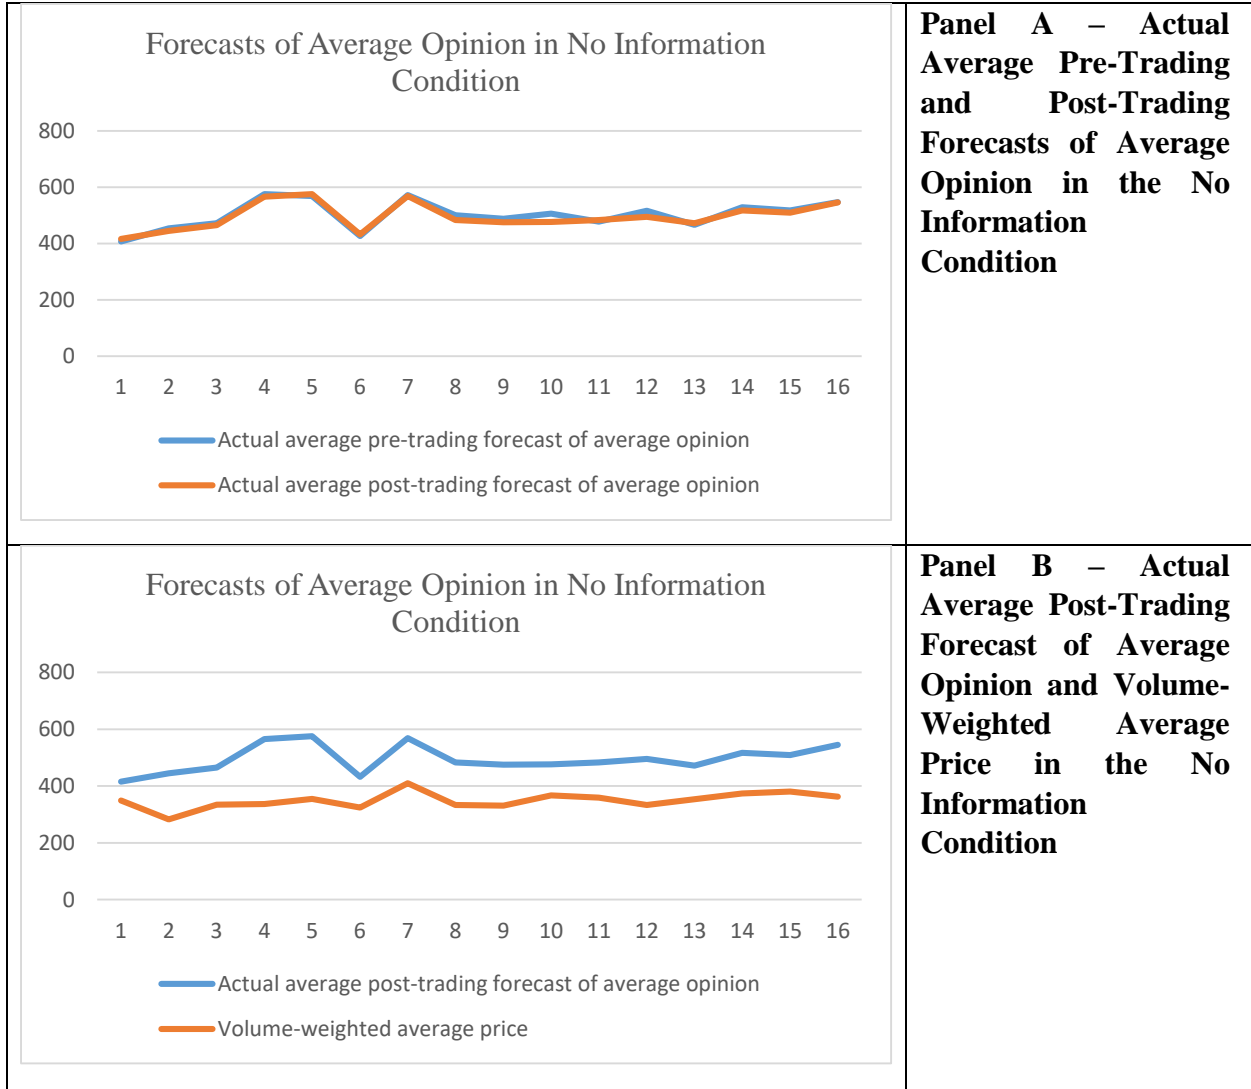 Forecasts of Average Opinion in No Information
Condition
800
600
400
200
0
1 2 3 4 5 6 7 8 9 10 11 12 13 14 15 16
Actual average pre-trading forecast of average opinion
Actual average post-trading forecast of average opinion
Panel A – Actual
Average Pre-Trading
and Post-Trading
Forecasts of Average
Opinion in the No
Information
Condition
Forecasts of Average Opinion in No Information
Condition
800
600
400
200
0
1 2 3 4 5 6 7 8 9 10 11 12 13 14 15 16
Actual average post-trading forecast of average opinion
Volume-weighted average price
Panel B – Actual
Average Post-Trading
Forecast of Average
Opinion and Volume-
Weighted Average
Price in the No
Information
Condition